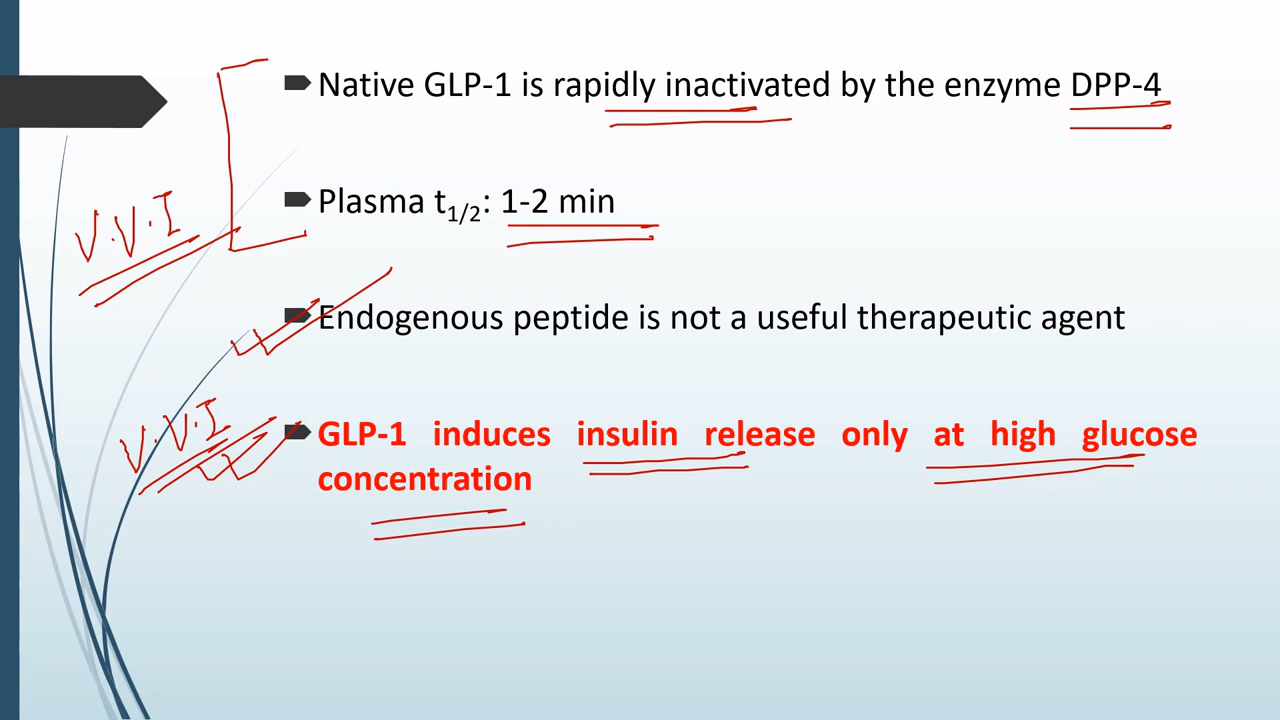 Native GLP-1 is rapidly inactivated by the enzyme DPP-4
Plasma t1/2: 1-2 min
V.V.I
Endogenous peptide is not a useful therapeutic agent
V.V.I
GLP-1 induces insulin release only at high glucose
concentration